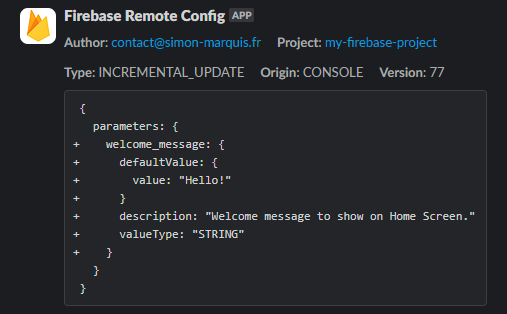 Firebase Remote Config APP
Author: contact@simon-marquis.fr Project: my-firebase-project
Type: INCREMENTAL_UPDATE Origin: CONSOLE Version: 77
 {
   parameters: {
+    welcome_message: {
+      defaultValue: {
+        value: "Hello!"
+      }
+      description: "Welcome message to show on Home Screen."
+      valueType: "STRING"
+    }
   }
 }